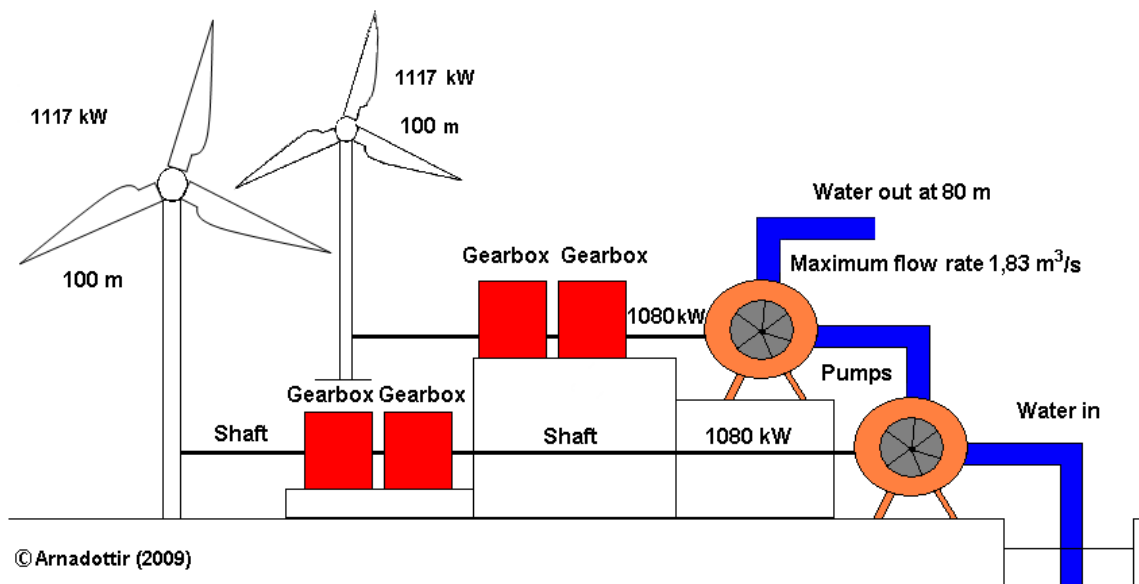 1117 kW
100 m
1117 kW
100 m
Water out at 80 m
Maximum flow rate 1,83 m³/s
Gearbox Gearbox
1080 kW
Pumps
Gearbox Gearbox
Water in
Shaft
Shaft
1080 kW
© Arnadottir (2009)